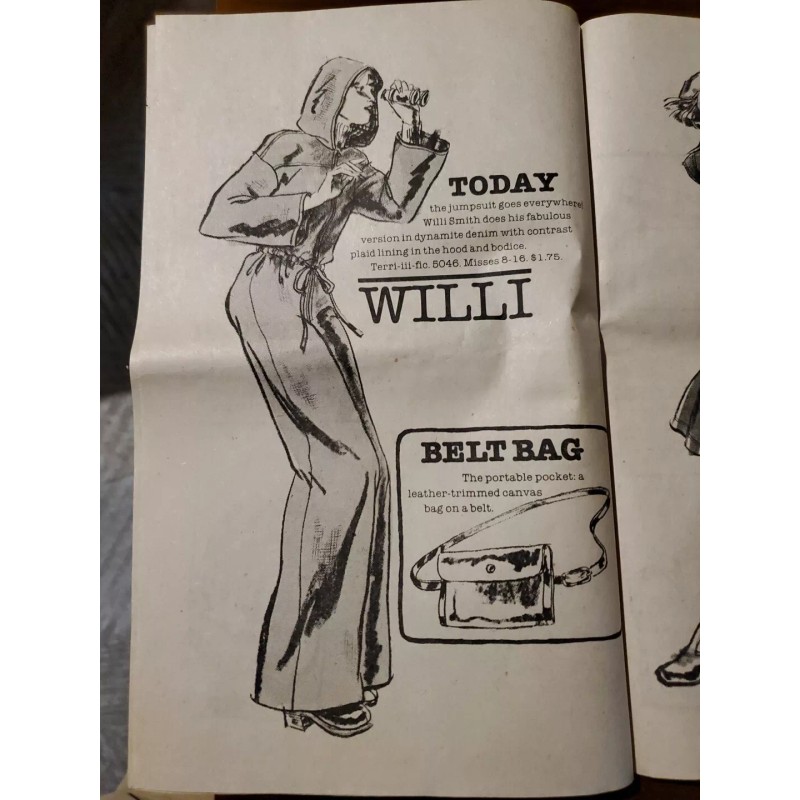 TODAY
the jumpsuit goes everywhere!
Willi Smith does his fabulous
version in dynamite denim with contrast
plaid lining in the hood and bodice.
Terri-iii-fic. 5046. Misses 8-16. $1.75.
WILLI
BELT BAG
The portable pocket: a
leather-trimmed canvas
bag on a belt.